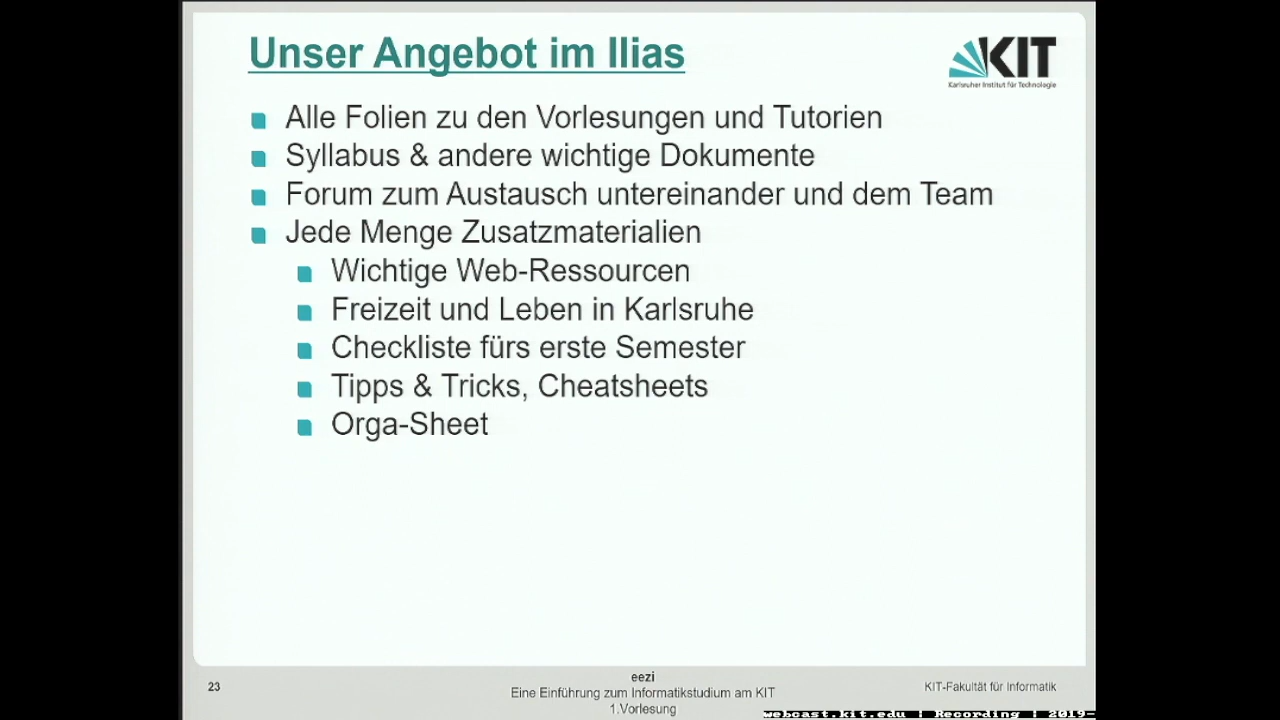 Unser Angebot im Ilias
KIT
Karlsruher Institut für Technologie
Alle Folien zu den Vorlesungen und Tutorien
Syllabus & andere wichtige Dokumente
Forum zum Austausch untereinander und dem Team
Jede Menge Zusatzmaterialien
Wichtige Web-Ressourcen
Freizeit und Leben in Karlsruhe
Checkliste fürs erste Semester
Tipps & Tricks, Cheatsheets
Orga-Sheet
23
eezi
Eine Einführung zum Informatikstudium am KIT
1.Vorlesung
KIT-Fakultät für Informatik
webcast.kit.edu | Recording | 2019-